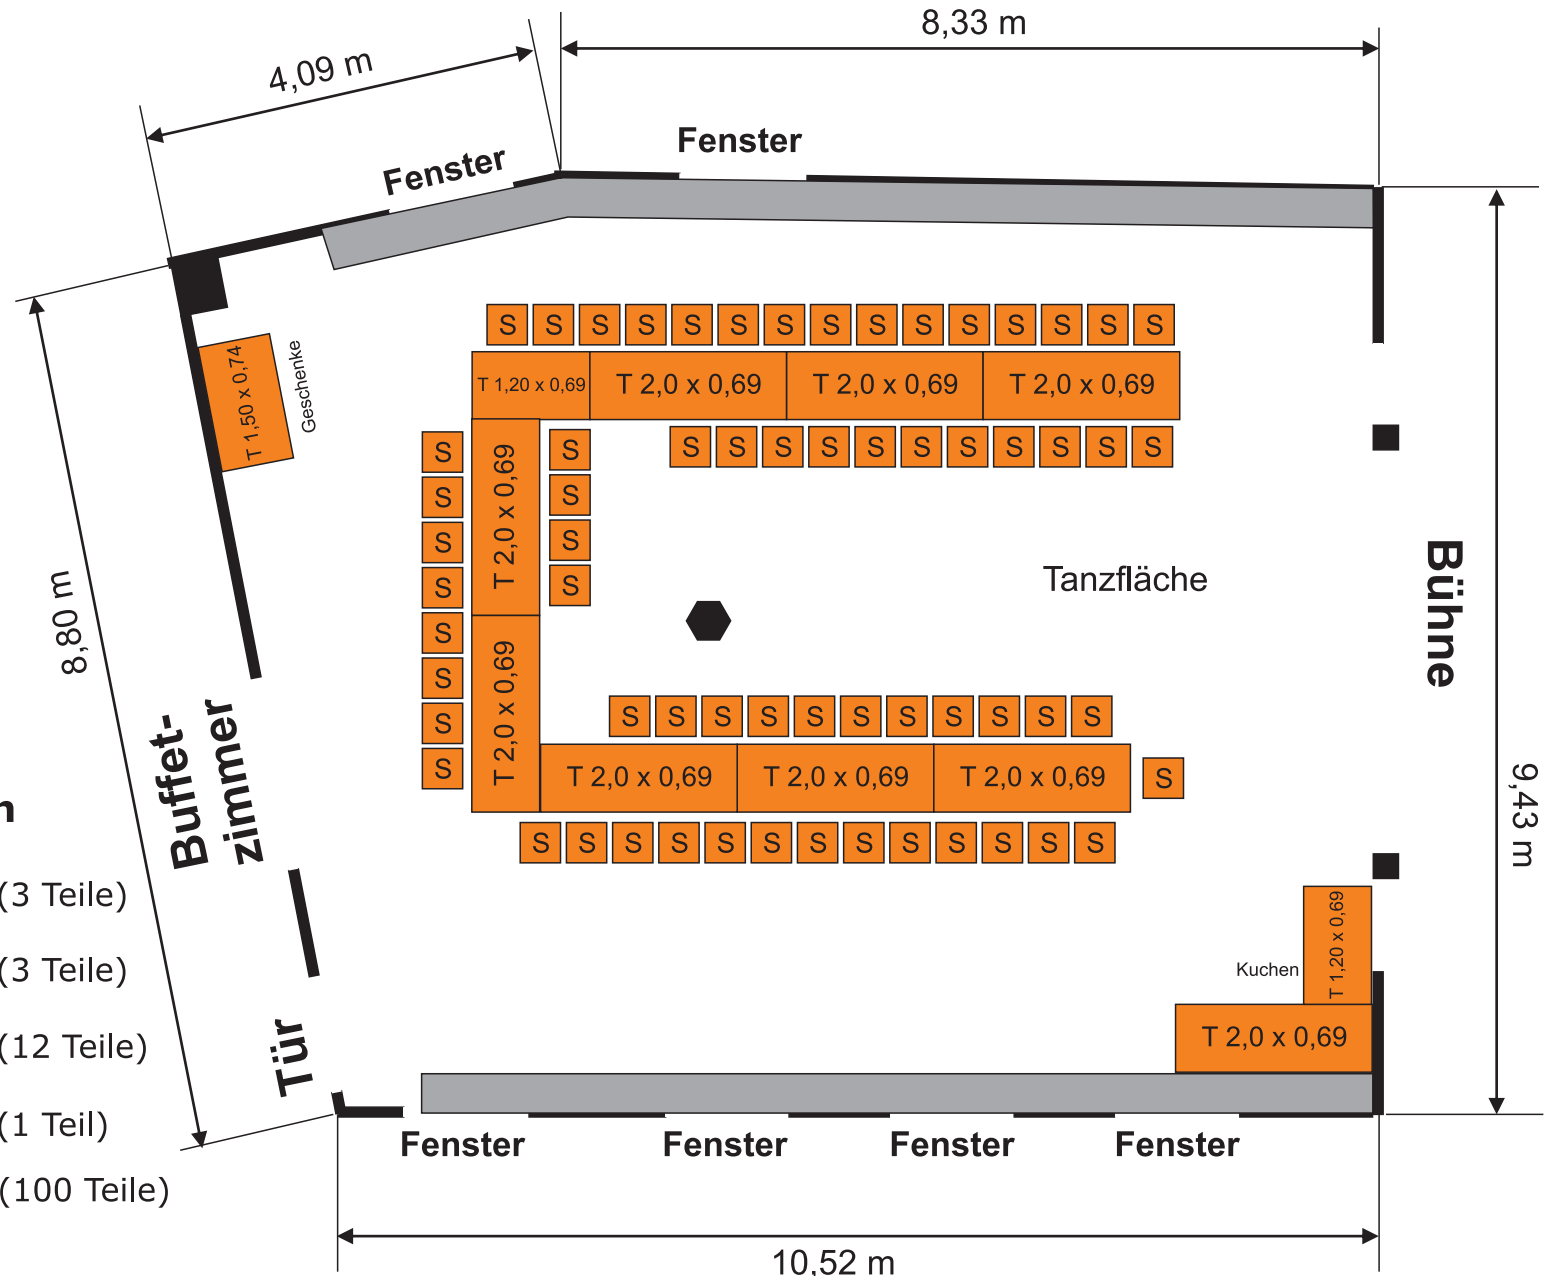 8,33 m
4,09 m
Fenster
Fenster
S S S S S S S S S S S S S S S
T 1,20 x 0,69 T 2,0 x 0,69 T 2,0 x 0,69 T 2,0 x 0,69
S S S S S S S S S S S
T 1,50 x 0,74
Geschenke
S
S
S
S
S
S
S
S
T 2,0 x 0,69
T 2,0 x 0,69
S
S
S
S
Tanzfläche
Bühne
8,80 m
9,43 m
S S S S S S S S S S S
T 2,0 x 0,69 T 2,0 x 0,69 T 2,0 x 0,69 S
S S S S S S S S S S S S S
Buffet-
zimmer
n
(3 Teile)
(3 Teile)
(12 Teile)
(1 Teil)
(100 Teile)
Tür
Kuchen
T 1,20 x 0,69
T 2,0 x 0,69
Fenster Fenster Fenster Fenster
10,52 m